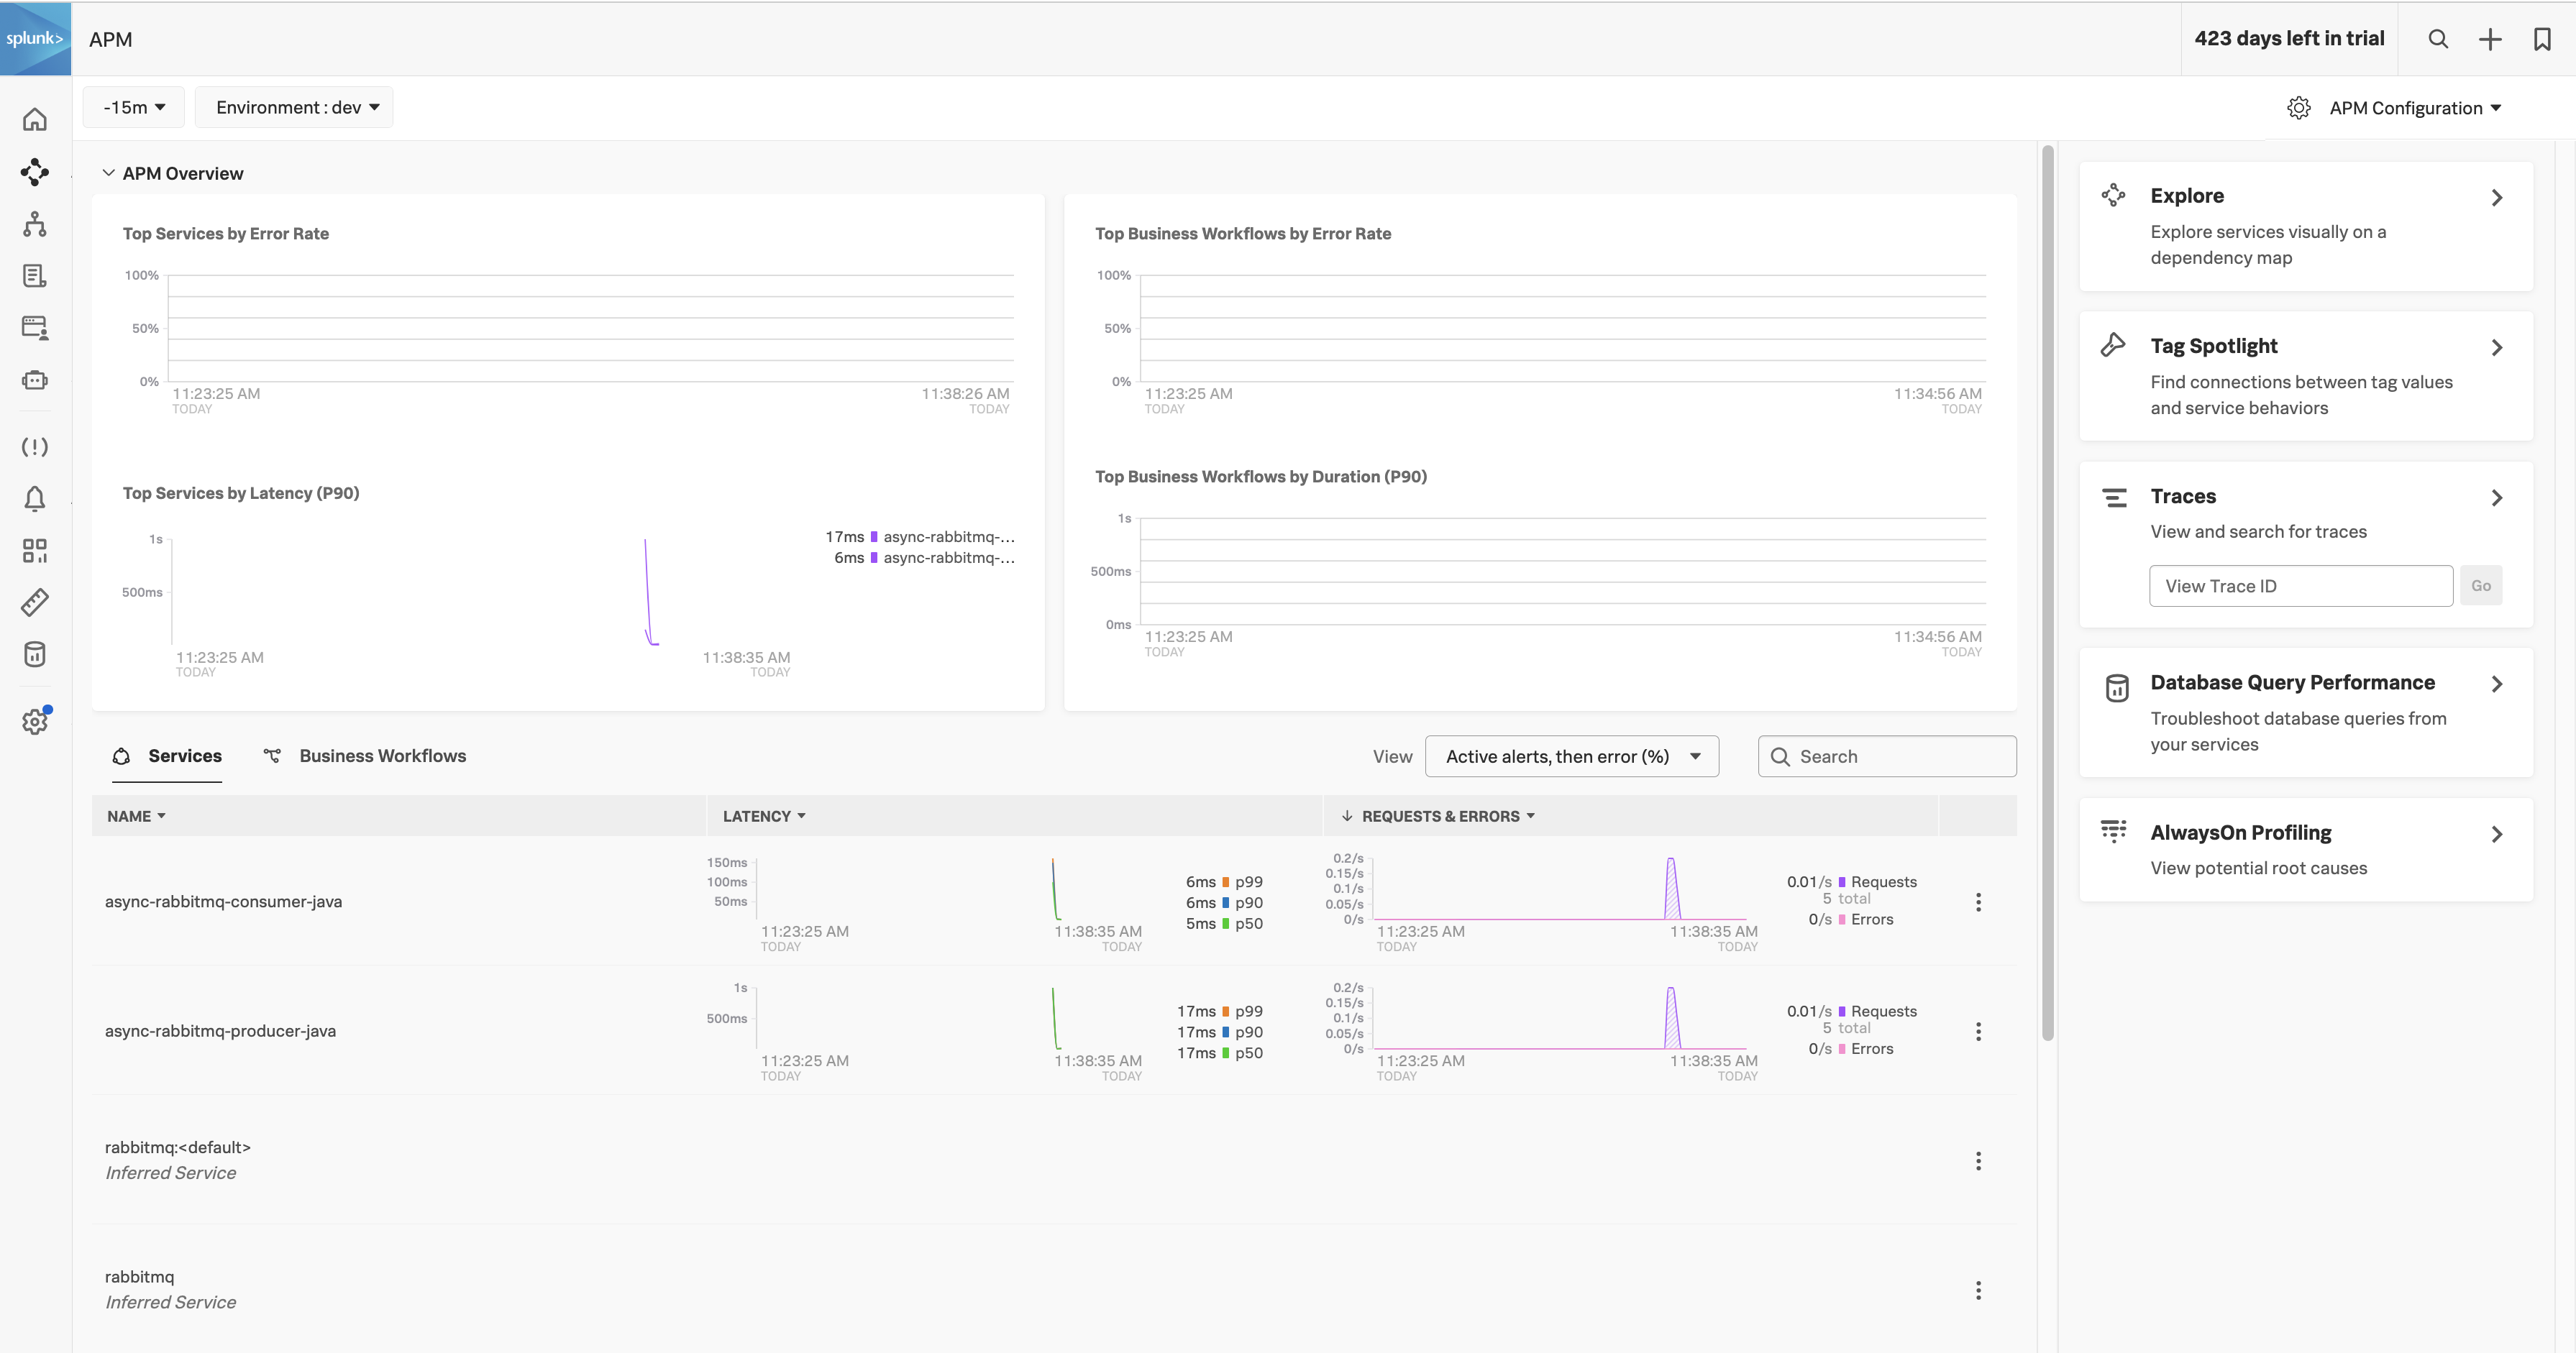 splunk>
APM
423 days left in trial
-15m
Environment : dev
APM Configuration
APM Overview
Top Services by Error Rate
100%
50%
0%
11:23:25 AM
TODAY
11:38:26 AM
TODAY
Top Services by Latency (P90)
1s
500ms
11:23:25 AM
TODAY
11:38:35 AM
TODAY
17ms async-rabbitmq-...
6ms async-rabbitmq-...
Top Business Workflows by Error Rate
100%
50%
0%
11:23:25 AM
TODAY
11:34:56 AM
TODAY
Top Business Workflows by Duration (P90)
1s
500ms
0ms
11:23:25 AM
TODAY
11:34:56 AM
TODAY
Services
Business Workflows
View
Active alerts, then error (%)
Search
NAME
LATENCY
REQUESTS & ERRORS
async-rabbitmq-consumer-java
150ms
100ms
50ms
11:23:25 AM
TODAY
11:38:35 AM
TODAY
6ms p99
6ms p90
5ms p50
0.2/s
0.15/s
0.1/s
0.05/s
0/s
11:23:25 AM
TODAY
11:38:35 AM
TODAY
0.01/s Requests
5 total
0/s Errors
async-rabbitmq-producer-java
1s
500ms
11:23:25 AM
TODAY
11:38:35 AM
TODAY
17ms p99
17ms p90
17ms p50
0.2/s
0.15/s
0.1/s
0.05/s
0/s
11:23:25 AM
TODAY
11:38:35 AM
TODAY
0.01/s Requests
5 total
0/s Errors
rabbitmq:<default>
Inferred Service
rabbitmq
Inferred Service
Explore
Explore services visually on a
dependency map
Tag Spotlight
Find connections between tag values
and service behaviors
Traces
View and search for traces
View Trace ID
Go
Database Query Performance
Troubleshoot database queries from
your services
AlwaysOn Profiling
View potential root causes